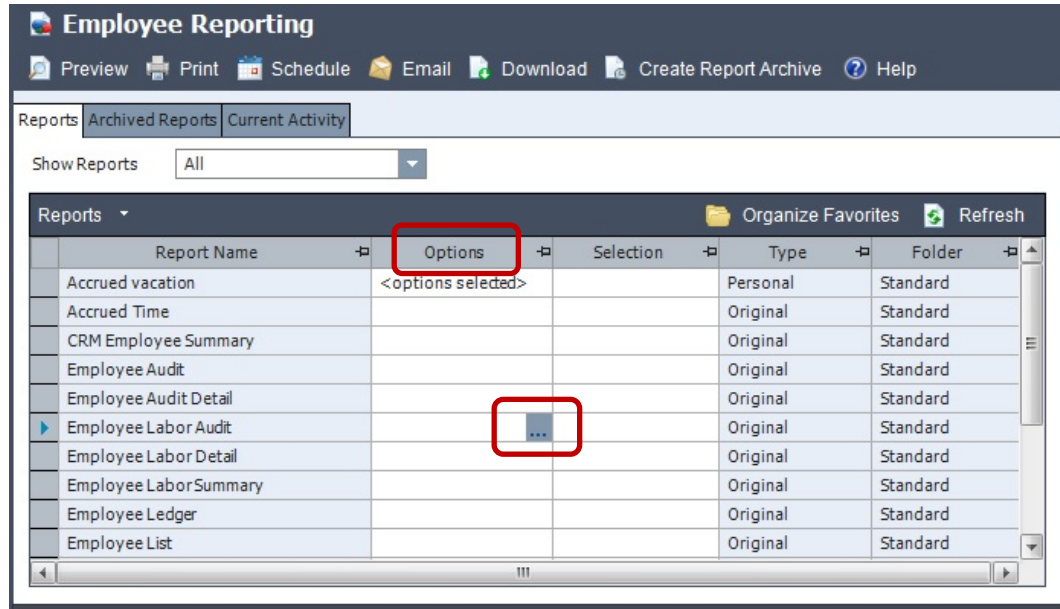 Employee Reporting
Preview Print Schedule Email Download Create Report Archive Help
Reports Archived Reports Current Activity
Show Reports All
Reports Organize Favorites Refresh
Report Name Options Selection Type Folder
Accrued vacation <options selected> Personal Standard
Accrued Time Original Standard
CRM Employee Summary Original Standard
Employee Audit Original Standard
Employee Audit Detail Original Standard
Employee Labor Audit ... Original Standard
Employee Labor Detail Original Standard
Employee Labor Summary Original Standard
Employee Ledger Original Standard
Employee List Original Standard